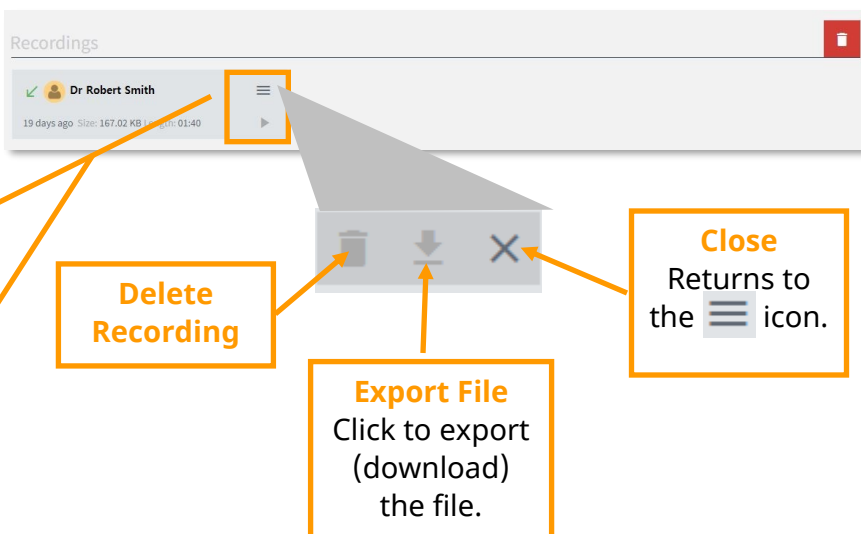 Recordings
Dr Robert Smith
19 days ago Size: 167.02 KB Length: 01:40
Delete
Recording
Export File
Click to export
(download)
the file.
Close
Returns to
the icon.